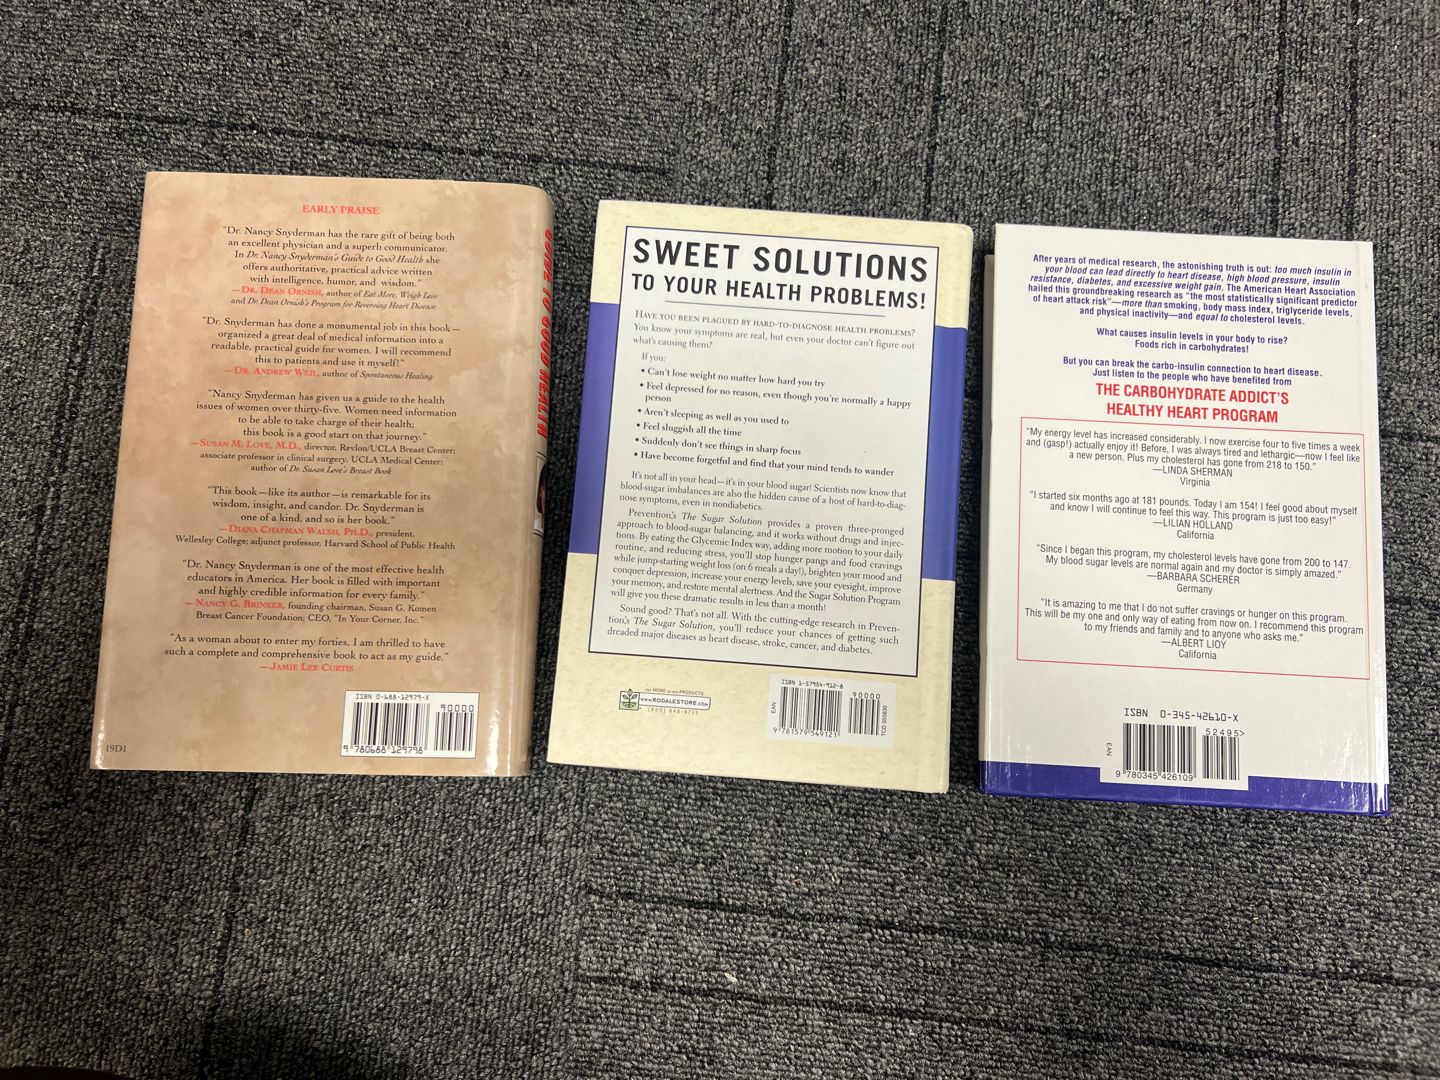 EARLY PRAISE
"Dr. Nancy Snyderman has the rare gift of being both
an excellent physician and a superb communicator.
In Dr. Nancy Snyderman's Guide to Good Health she
offers authoritative, practical advice written
with intelligence, humor, and wisdom."
—DR. DEAN ORNISH, author of Eat More, Weigh Less
and Dr. Dean Ornish's Program for Reversing Heart Disease
"Dr. Snyderman has done a monumental job in this book—
organized a great deal of medical information into a
readable, practical guide for women. I will recommend
this to patients and use it myself!"
—DR. ANDREW WEIL, author of Spontaneous Healing
"Nancy Snyderman has given us a guide to the health
issues of women over thirty-five. Women need information
to be able to take charge of their health;
this book is a good start on that journey."
—SUSAN M. LOVE, M.D., director, Revlon/UCLA Breast Center;
associate professor in clinical surgery, UCLA Medical Center;
author of Dr. Susan Love's Breast Book
"This book—like its author—is remarkable for its
wisdom, insight, and candor. Dr. Snyderman is
one of a kind, and so is her book."
—DIANA CHAPMAN WALSH, PH.D., president,
Wellesley College; adjunct professor, Harvard School of Public Health
"Dr. Nancy Snyderman is one of the most effective health
educators in America. Her book is filled with important
and highly credible information for every family."
—NANCY G. BRINKER, founding chairman, Susan G. Komen
Breast Cancer Foundation; CEO, "In Your Corner, Inc."
"As a woman about to enter my forties, I am thrilled to have
such a complete and comprehensive book to act as my guide."
—JAMIE LEE CURTIS
ISBN 0-688-12979-X
90000
9 780688 129798
19D1
GUIDE TO GOOD HEALTH
SWEET SOLUTIONS
TO YOUR HEALTH PROBLEMS!
HAVE YOU BEEN PLAGUED BY HARD-TO-DIAGNOSE HEALTH PROBLEMS?
You know your symptoms are real, but even your doctor can't figure out
what's causing them?
If you:
• Can't lose weight no matter how hard you try
• Feel depressed for no reason, even though you're normally a happy
person
• Aren't sleeping as well as you used to
• Feel sluggish all the time
• Suddenly don't see things in sharp focus
• Have become forgetful and find that your mind tends to wander
It's not all in your head—it's in your blood sugar! Scientists now know that
blood-sugar imbalances are also the hidden cause of a host of hard-to-diag-
nose symptoms, even in nondiabetics.
Prevention's The Sugar Solution provides a proven three-pronged
approach to blood-sugar balancing, and it works without drugs and injec-
tions. By eating the Glycemic Index way, adding more motion to your daily
routine, and reducing stress, you'll stop hunger pangs and food cravings
while jump-starting weight loss (on 6 meals a day!), brighten your mood and
conquer depression, increase your energy levels, save your eyesight, improve
your memory, and restore mental alertness. And the Sugar Solution Program
will give you these dramatic results in less than a month!
Sound good? That's not all. With the cutting-edge research in Preven-
tion's The Sugar Solution, you'll reduce your chances of getting such
dreaded major diseases as heart disease, stroke, cancer, and diabetes.
FOR MORE OF OUR PRODUCTS
WWW.RODALESTORE.COM
(800) 848-4735
ISBN 1-57954-912-8
90000
EAN
9 781579 549121
TCD 055830
After years of medical research, the astonishing truth is out: too much insulin in
your blood can lead directly to heart disease, high blood pressure, insulin
resistance, diabetes, and excessive weight gain. The American Heart Association
hailed this groundbreaking research as "the most statistically significant predictor
of heart attack risk"—more than smoking, body mass index, triglyceride levels,
and physical inactivity—and equal to cholesterol levels.
What causes insulin levels in your body to rise?
Foods rich in carbohydrates!
But you can break the carbo-insulin connection to heart disease.
Just listen to the people who have benefited from
THE CARBOHYDRATE ADDICT'S
HEALTHY HEART PROGRAM
"My energy level has increased considerably. I now exercise four to five times a week
and (gasp!) actually enjoy it! Before, I was always tired and lethargic—now I feel like
a new person. Plus my cholesterol has gone from 218 to 150."
—LINDA SHERMAN
Virginia
"I started six months ago at 181 pounds. Today I am 154! I feel good about myself
and know I will continue to feel this way. This program is just too easy!"
—LILIAN HOLLAND
California
"Since I began this program, my cholesterol levels have gone from 200 to 147.
My blood sugar levels are normal again and my doctor is simply amazed."
—BARBARA SCHERER
Germany
"It is amazing to me that I do not suffer cravings or hunger on this program.
This will be my one and only way of eating from now on. I recommend this program
to my friends and family and to anyone who asks me."
—ALBERT LIOY
California
ISBN 0-345-42610-X
52495>
EAN
9 780345 426109